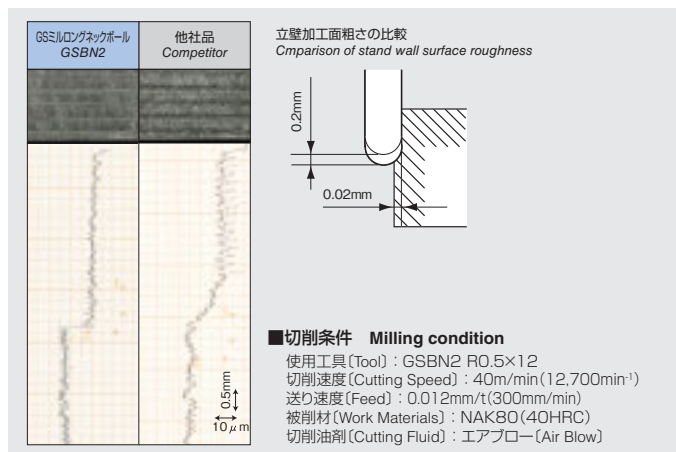 GSミルロングネックボール
GSBN2
他社品
Competitor
立壁加工面粗さの比較
Cmparison of stand wall surface roughness
0.2mm
0.02mm
0.5mm
10μm
■切削条件 Milling condition
使用工具〔Tool〕：GSBN2 R0.5×12
切削速度〔Cutting Speed〕：40m/min（12,700min-1）
送り速度〔Feed〕：0.012mm/t（300mm/min）
被削材〔Work Materials〕：NAK80（40HRC）
切削油剤〔Cutting Fluid〕：エアブロー〔Air Blow〕